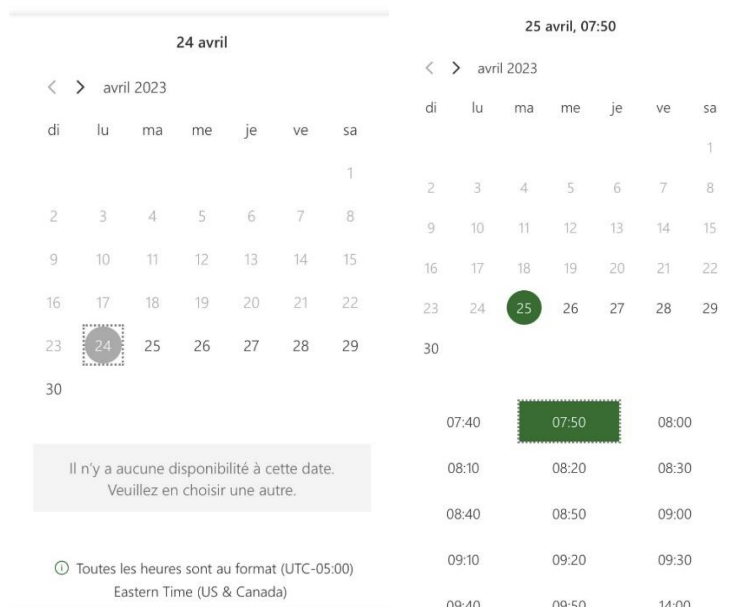 24 avril
avril 2023
di lu ma me je ve sa
1
2 3 4 5 6 7 8
9 10 11 12 13 14 15
16 17 18 19 20 21 22
23 24 25 26 27 28 29
30
Il n'y a aucune disponibilité à cette date.
Veuillez en choisir une autre.
Toutes les heures sont au format (UTC-05:00)
Eastern Time (US & Canada)
25 avril, 07:50
avril 2023
di lu ma me je ve sa
1
2 3 4 5 6 7 8
9 10 11 12 13 14 15
16 17 18 19 20 21 22
23 24 25 26 27 28 29
30
07:40 07:50 08:00
08:10 08:20 08:30
08:40 08:50 09:00
09:10 09:20 09:30
09:40 09:50 14:00